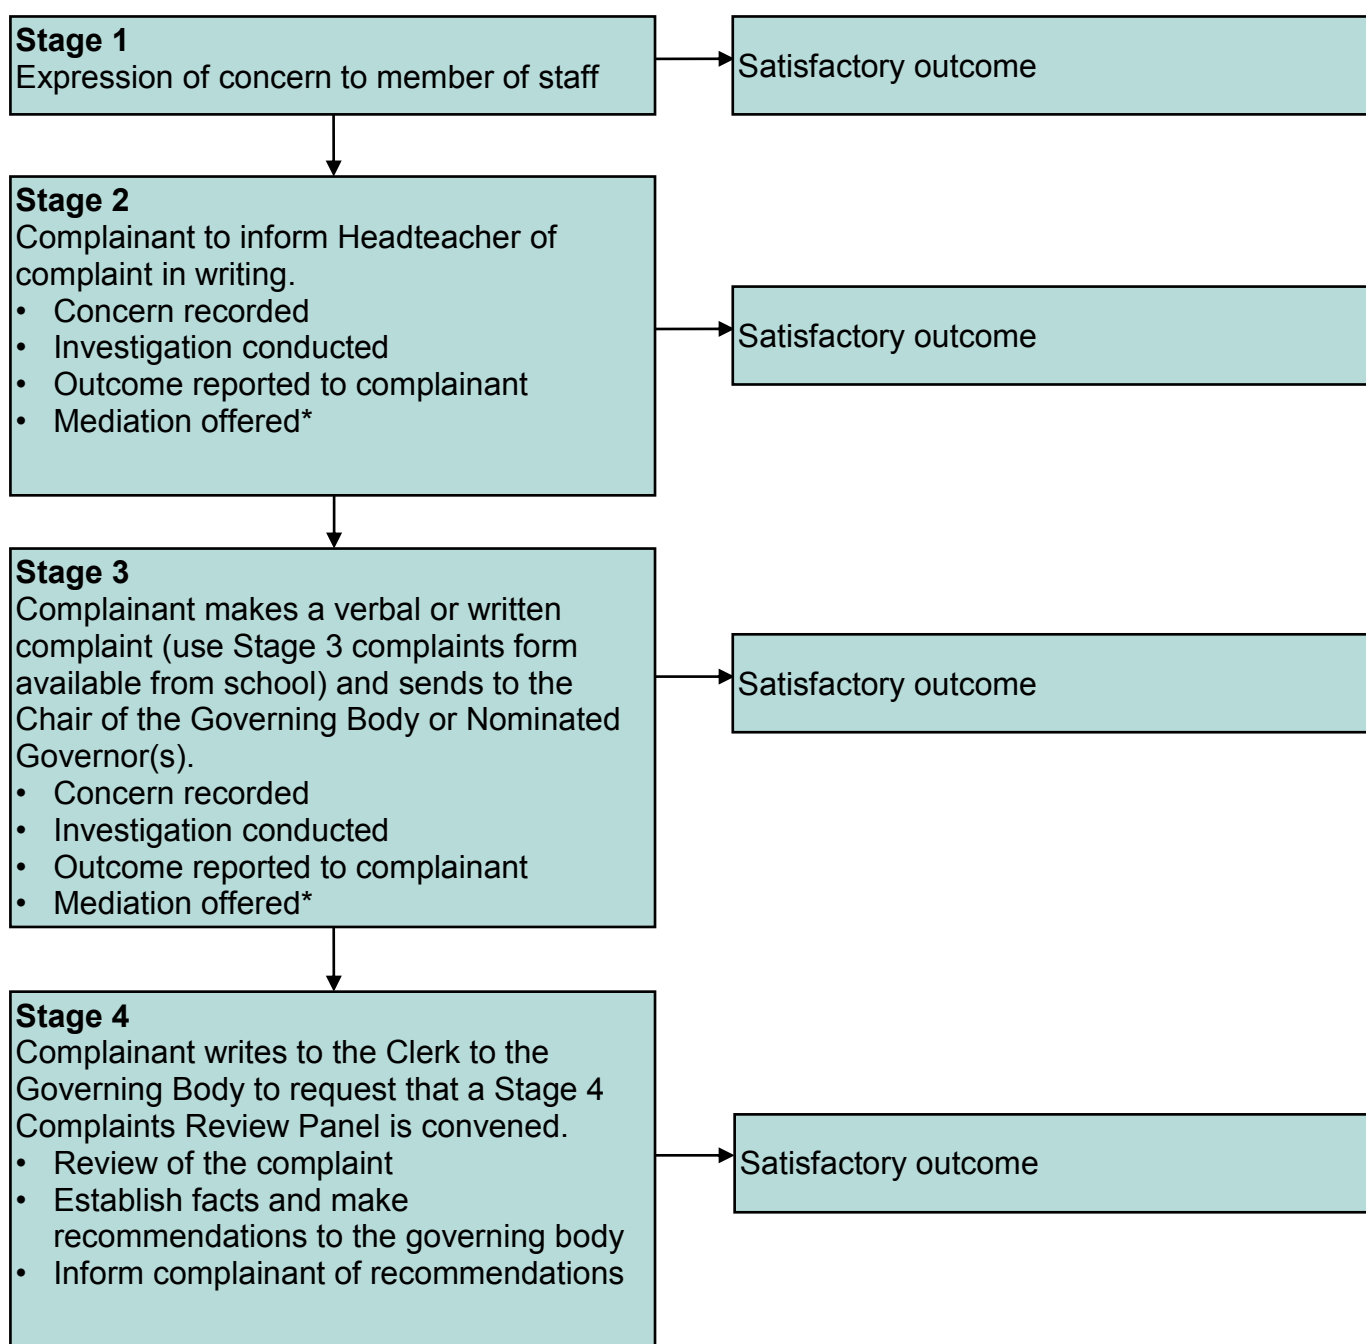 Stage 1
Expression of concern to member of staff
Satisfactory outcome
Stage 2
Complainant to inform Headteacher of
complaint in writing.
• Concern recorded
• Investigation conducted
• Outcome reported to complainant
• Mediation offered*
Satisfactory outcome
Stage 3
Complainant makes a verbal or written
complaint (use Stage 3 complaints form
available from school) and sends to the
Chair of the Governing Body or Nominated
Governor(s).
• Concern recorded
• Investigation conducted
• Outcome reported to complainant
• Mediation offered*
Satisfactory outcome
Stage 4
Complainant writes to the Clerk to the
Governing Body to request that a Stage 4
Complaints Review Panel is convened.
• Review of the complaint
• Establish facts and make
recommendations to the governing body
• Inform complainant of recommendations
Satisfactory outcome